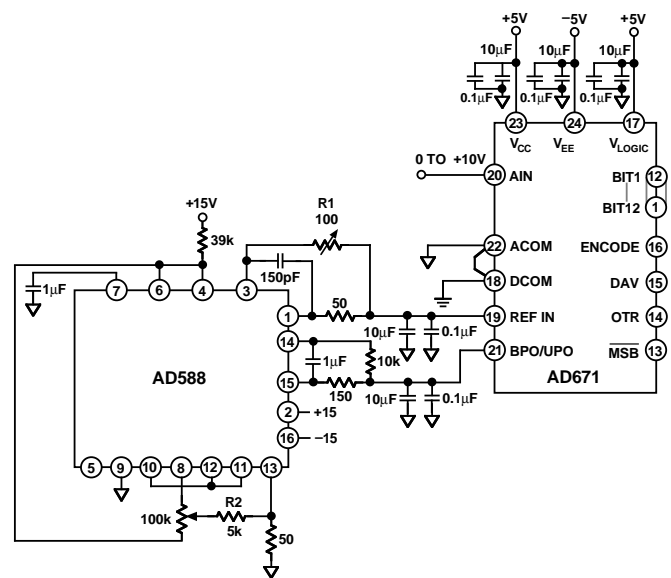 +5V
−5V
+5V
10μF
10μF
10μF
0.1μF
0.1μF
0.1μF
23
24
17
VCC
VEE
VLOGIC
0 TO +10V
20
AIN
BIT1
12
BIT12
1
+15V
R1
100
39k
22
ACOM
ENCODE
16
150pF
18
DCOM
DAV
15
1μF
7
6
4
3
1
50
19
REF IN
OTR
14
10μF
0.1μF
14
21
BPO/UPO
MSB
13
1μF
10k
AD671
AD588
15
150
10μF
0.1μF
2
+15
16
−15
5
9
10
8
12
11
13
R2
100k
5k
50